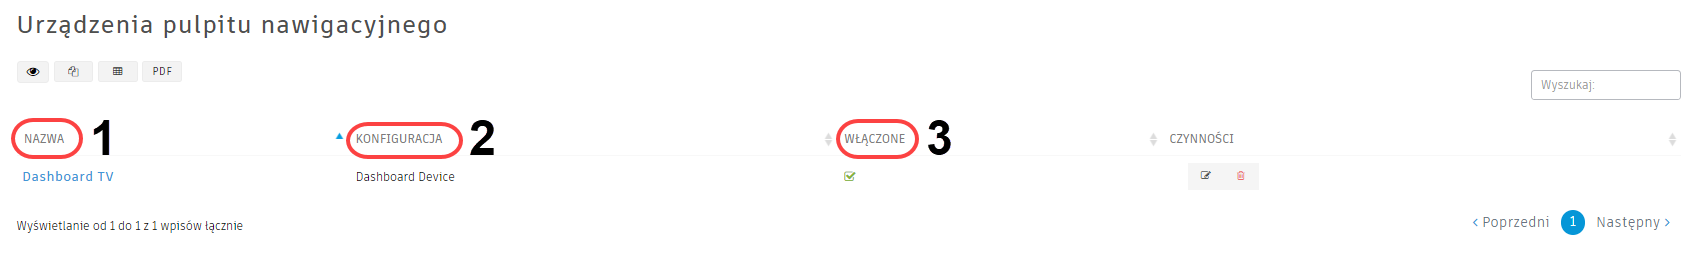 Urządzenia pulpitu nawigacyjnego
PDF
Wyszukaj:
NAZWA 1 KONFIGURACJA 2 WŁĄCZONE 3 CZYNNOŚCI
Dashboard TV Dashboard Device
Wyświetlanie od 1 do 1 z 1 wpisów łącznie
< Poprzedni 1 Następny >